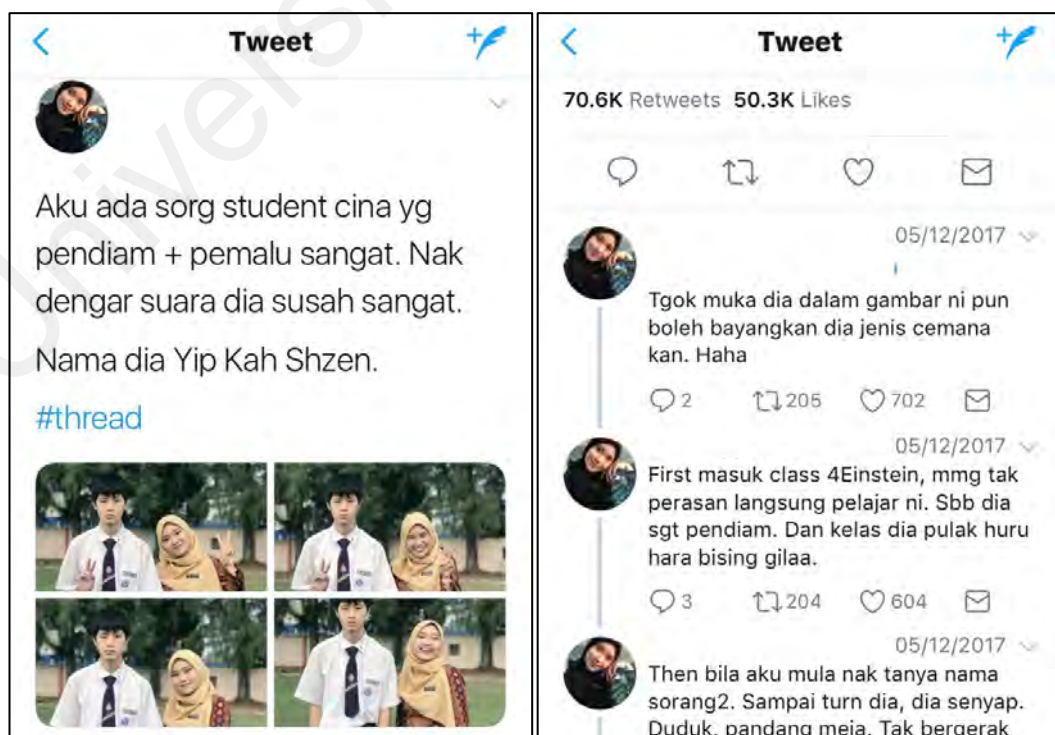 Tweet
Aku ada sorg student cina yg
pendiam + pemalu sangat. Nak
dengar suara dia susah sangat.
Nama dia Yip Kah Shzen.
#thread
Tweet
70.6K Retweets 50.3K Likes
05/12/2017
Tgok muka dia dalam gambar ni pun
boleh bayangkan dia jenis cemana
kan. Haha
2 205 702
05/12/2017
First masuk class 4Einstein, mmg tak
perasan langsung pelajar ni. Sbb dia
sgt pendiam. Dan kelas dia pulak huru
hara bising gilaa.
3 204 604
05/12/2017
Then bila aku mula nak tanya nama
sorang2. Sampai turn dia, dia senyap.
Duduk, pandang meja. Tak bergerak